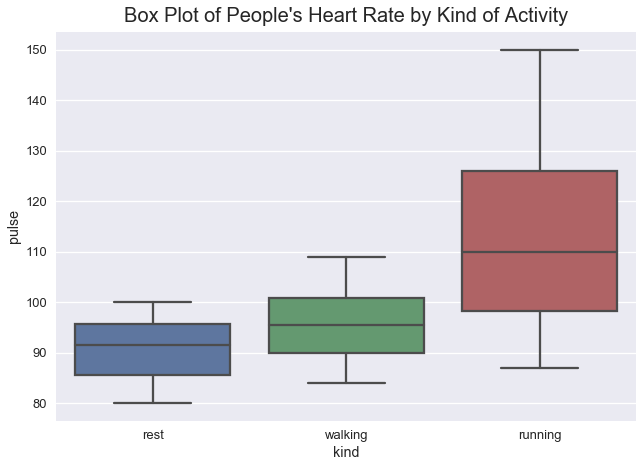 Box Plot of People's Heart Rate by Kind of Activity
pulse
150
140
130
120
110
100
90
80
rest walking running
kind